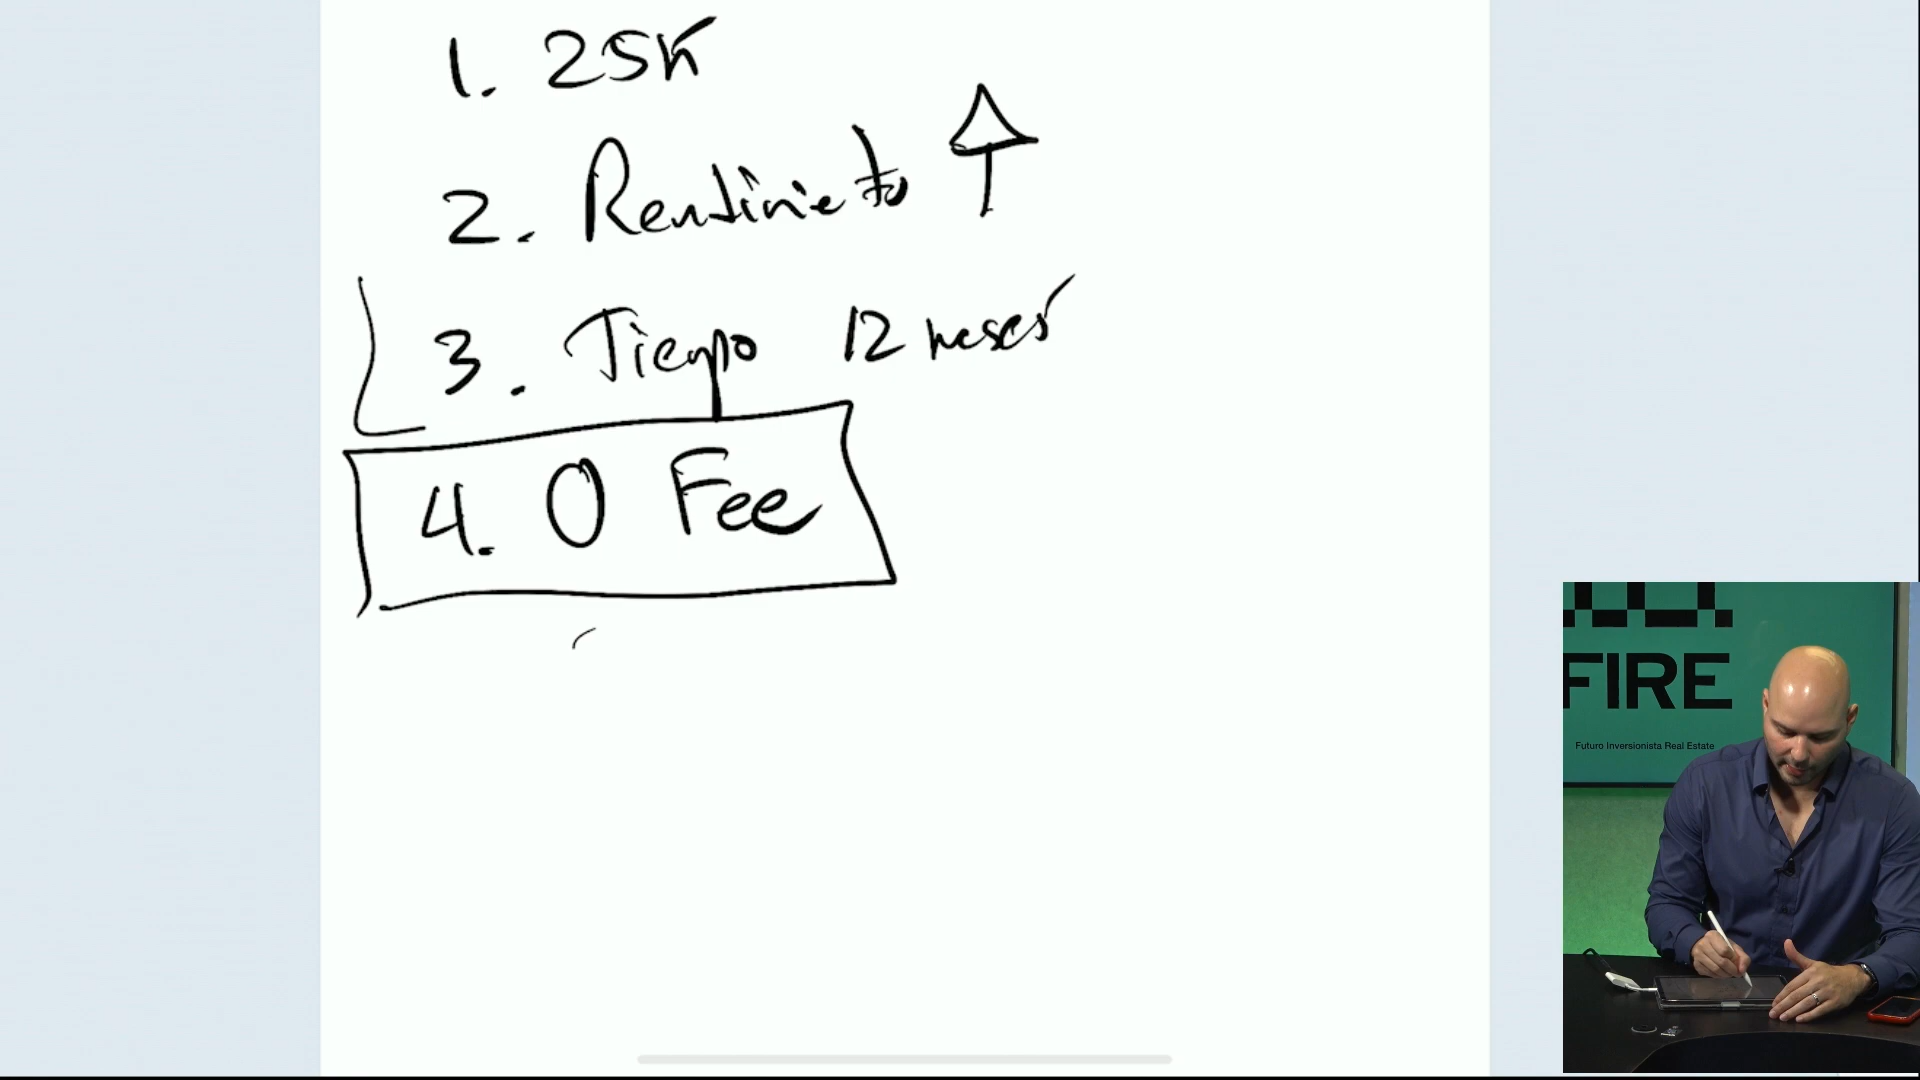 1. 25K
2. Rendimiento
3. Tiempo 12 meses
4. 0 Fee
FIRE
Futuro Inversionista Real Estate